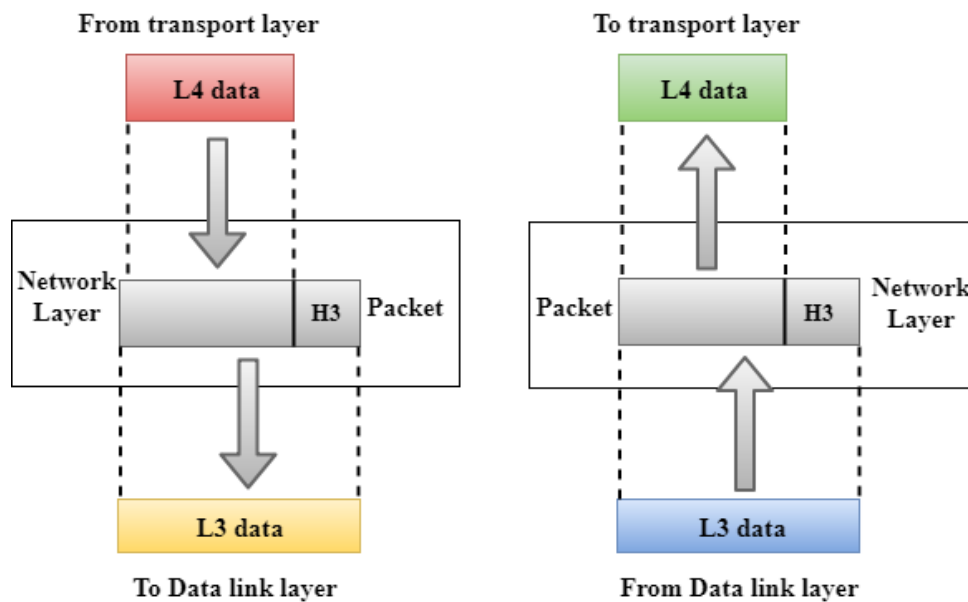 From transport layer
L4 data
Network
Layer
H3
Packet
L3 data
To Data link layer
To transport layer
L4 data
Packet
H3
Network
Layer
L3 data
From Data link layer